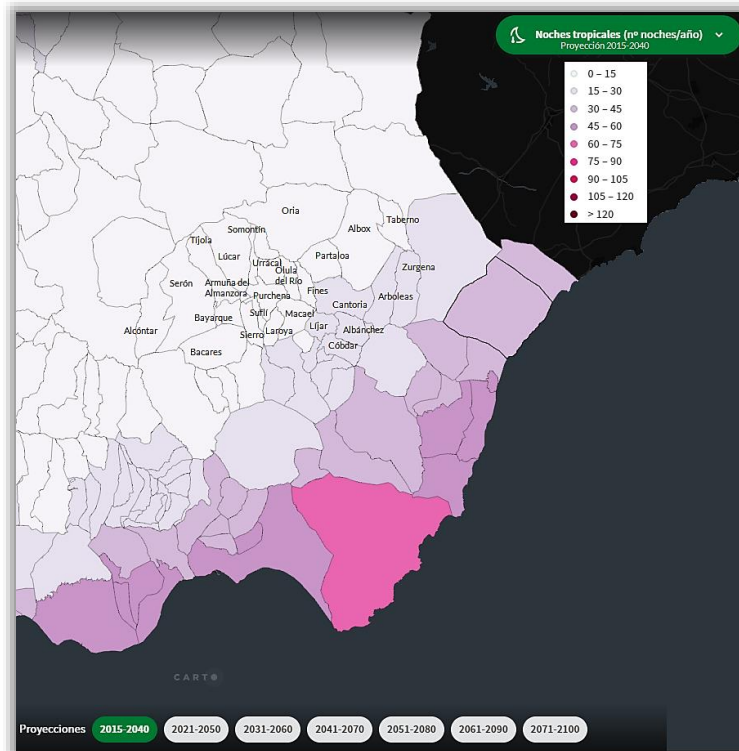 Noches tropicales (nº noches/año)
Proyección 2015-2040
0 – 15
15 – 30
30 – 45
45 – 60
60 – 75
75 – 90
90 – 105
105 – 120
> 120
Oria
Taberno
Somontín
Albox
Tíjola
Lúcar
Partaloa
Urrácal
Zurgena
Olula
del Río
Serón
Armuña del
Almanzora
Fines
Purchena
Arboleas
Cantoria
Bayarque
Suflí
Macael
Líjar
Albánchez
Alcóntar
Sierro
Laroya
Cóbdar
Bacares
CARTO
Proyecciones
2015-2040
2021-2050
2031-2060
2041-2070
2051-2080
2061-2090
2071-2100